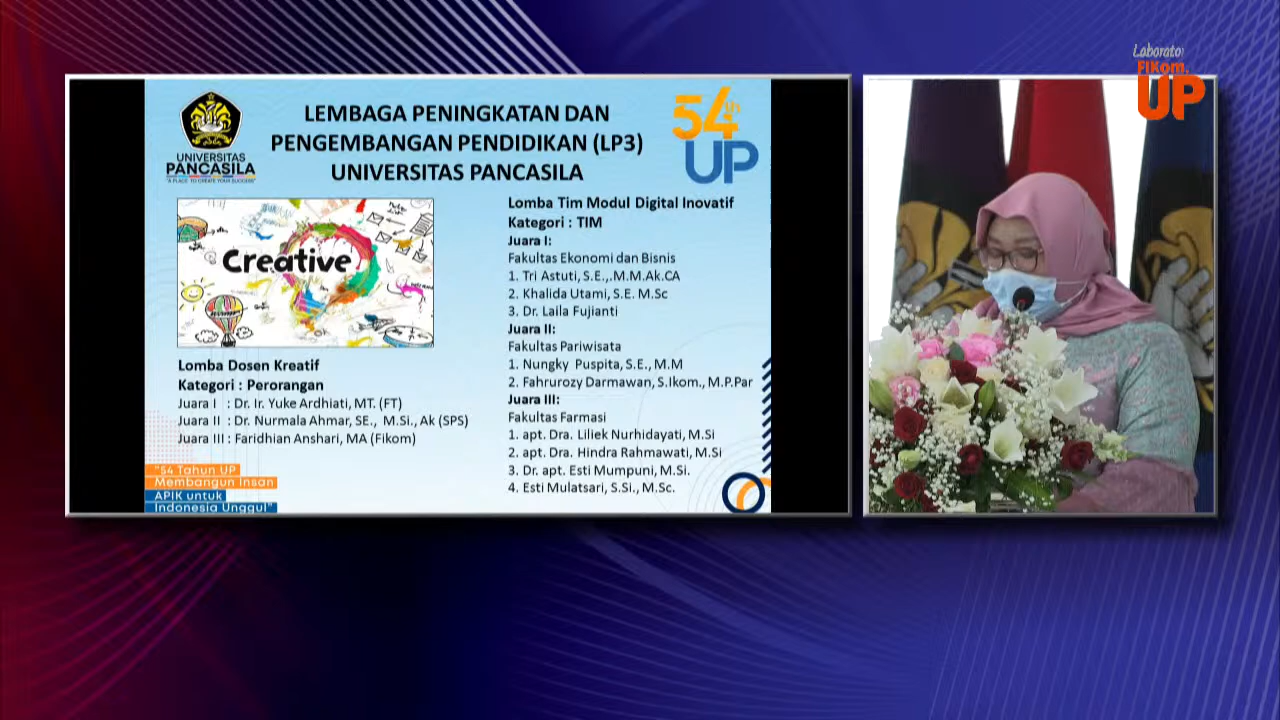 Laborato
FIKom.
UP
UNIVERSITAS
PANCASILA
"A PLACE TO CREATE YOUR SUCCESS"
LEMBAGA PENINGKATAN DAN
PENGEMBANGAN PENDIDIKAN (LP3)
UNIVERSITAS PANCASILA
54th
UP
Creative
Lomba Dosen Kreatif
Kategori : Perorangan
Juara I : Dr. Ir. Yuke Ardhiati, MT. (FT)
Juara II : Dr. Nurmala Ahmar, SE., M.Si., Ak (SPS)
Juara III : Faridhian Anshari, MA (Fikom)
"54 Tahun UP
Membangun Insan
APIK untuk
Indonesia Unggul"
Lomba Tim Modul Digital Inovatif
Kategori : TIM
Juara I:
Fakultas Ekonomi dan Bisnis
1. Tri Astuti, S.E.,.M.M.Ak.CA
2. Khalida Utami, S.E. M.Sc
3. Dr. Laila Fujianti
Juara II:
Fakultas Pariwisata
1. Nungky Puspita, S.E., M.M
2. Fahrurozy Darmawan, S.Ikom., M.P.Par
Juara III:
Fakultas Farmasi
1. apt. Dra. Liliek Nurhidayati, M.Si
2. apt. Dra. Hindra Rahmawati, M.Si
3. Dr. apt. Esti Mumpuni, M.Si.
4. Esti Mulatsari, S.Si., M.Sc.